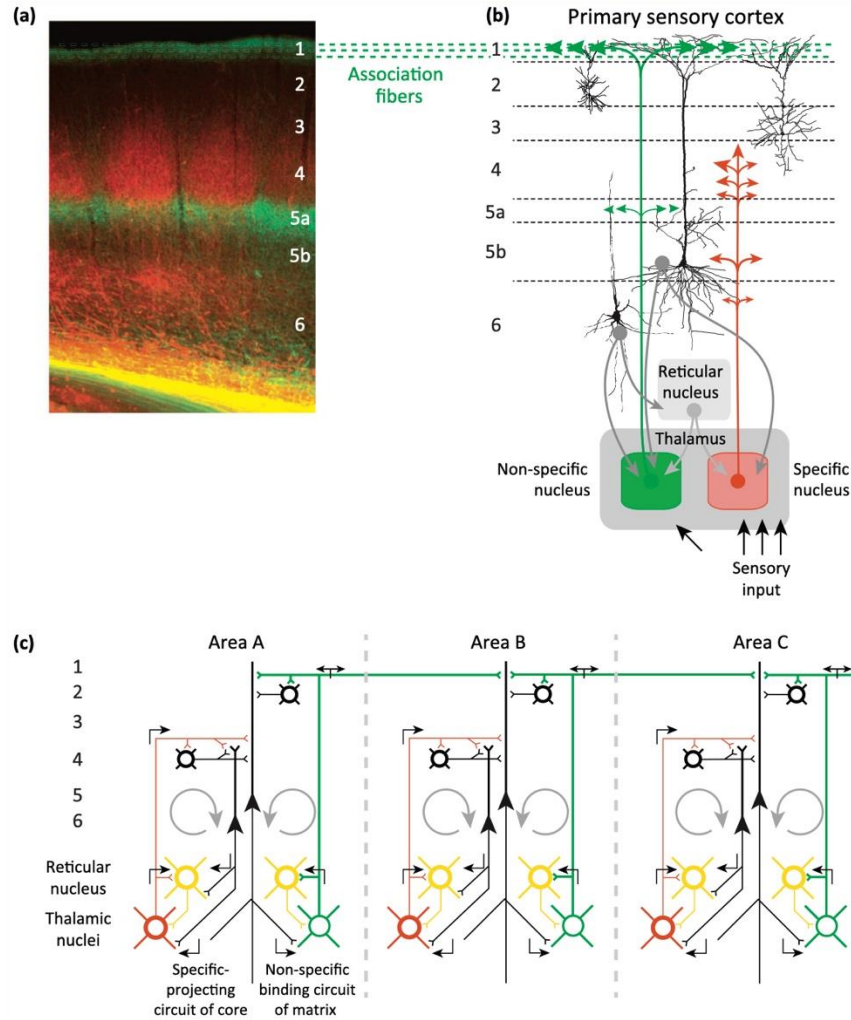 (a)
1
2
3
4
5a
5b
6
Association
fibers
(b)
Primary sensory cortex
1
2
3
4
5a
5b
6
Reticular
nucleus
Thalamus
Non-specific
nucleus
Specific
nucleus
Sensory
input
(c)
Area A
Area B
Area C
1
2
3
4
5
6
Reticular
nucleus
Thalamic
nuclei
Specific-
projecting
circuit of core
Non-specific
binding circuit
of matrix